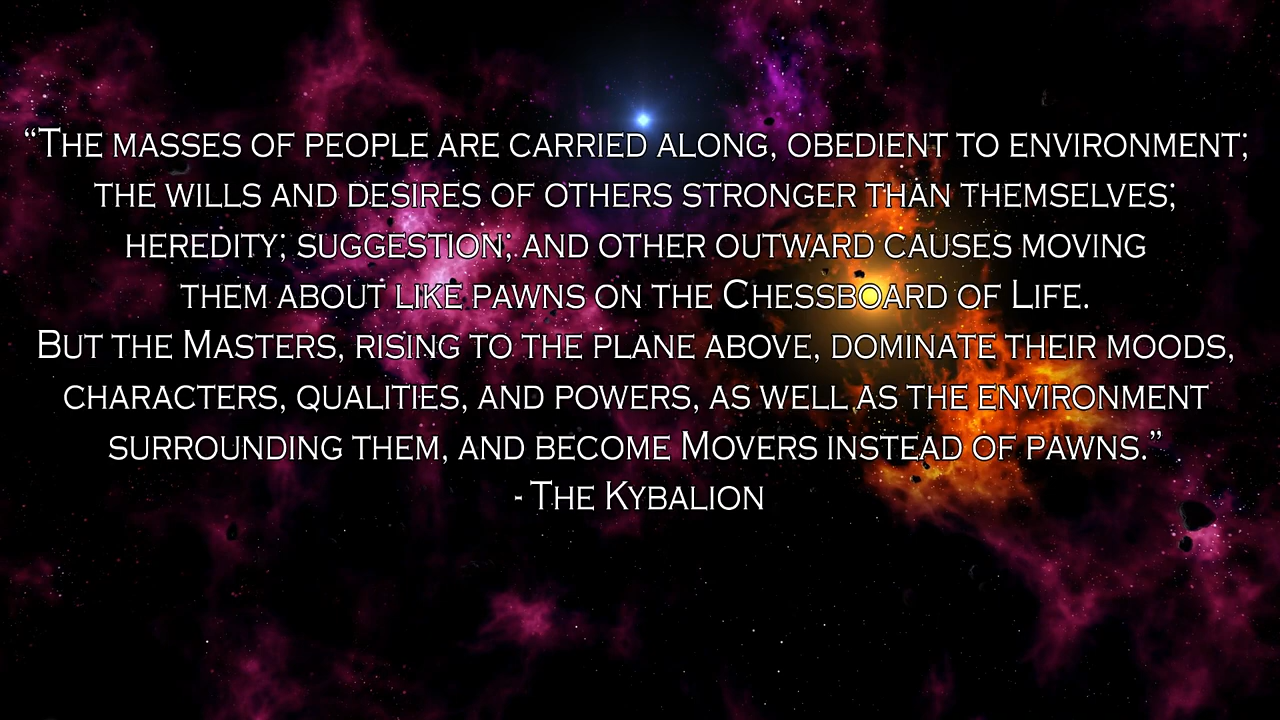 “The masses of people are carried along, obedient to environment;
the wills and desires of others stronger than themselves;
heredity; suggestion; and other outward causes moving
them about like pawns on the Chessboard of Life.
But the Masters, rising to the plane above, dominate their moods,
characters, qualities, and powers, as well as the environment
surrounding them, and become Movers instead of pawns.”
- The Kybalion